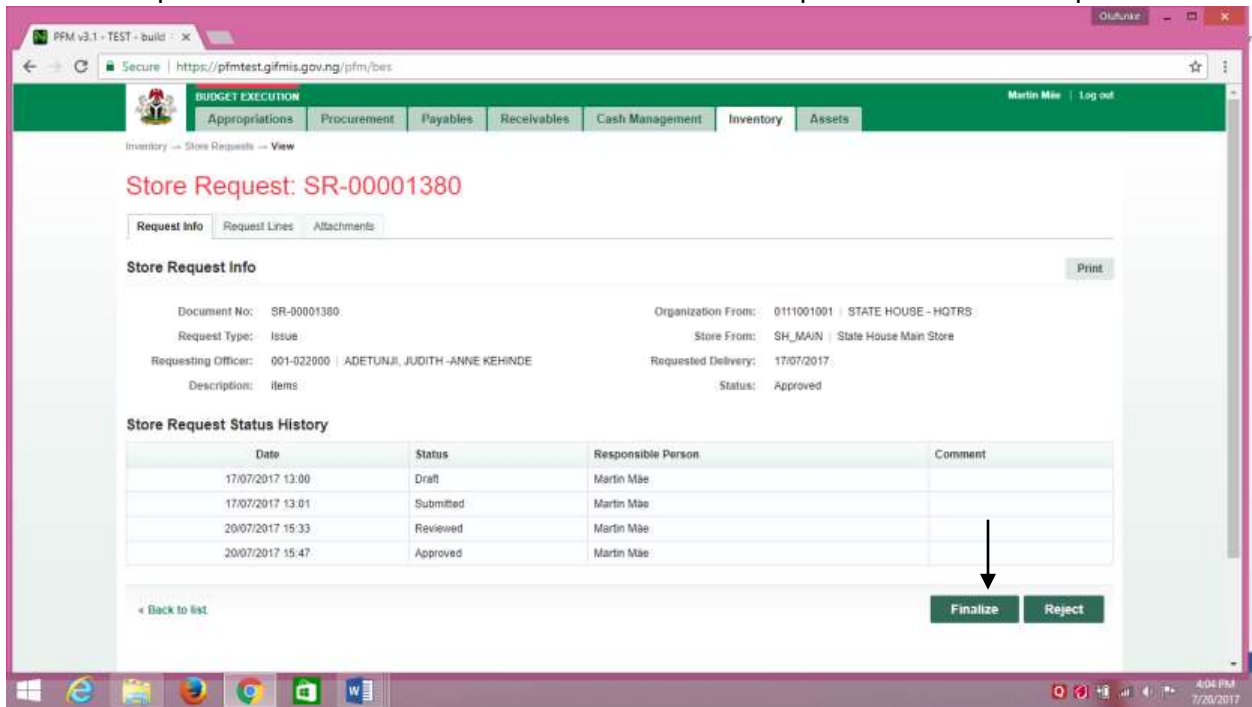 Olufunke
PFM v3.1 - TEST - build
Secure | https://pfmtest.gifmis.gov.ng/pfm/bes
BUDGET EXECUTION
Martin Mäe | Log out
Appropriations Procurement Payables Receivables Cash Management Inventory Assets
Inventory → Store Requests → View
Store Request: SR-00001380
Request Info Request Lines Attachments
Store Request Info
Print
Document No: SR-00001380 Organization From: 0111001001 | STATE HOUSE - HQTRS
Request Type: Issue Store From: SH_MAIN | State House Main Store
Requesting Officer: 001-022000 | ADETUNJI, JUDITH -ANNE KEHINDE Requested Delivery: 17/07/2017
Description: items Status: Approved
Store Request Status History
Date Status Responsible Person Comment
17/07/2017 13:00 Draft Martin Mäe
17/07/2017 13:01 Submitted Martin Mäe
20/07/2017 15:33 Reviewed Martin Mäe
20/07/2017 15:47 Approved Martin Mäe
« Back to list Finalize Reject
4:04 PM
7/20/2017